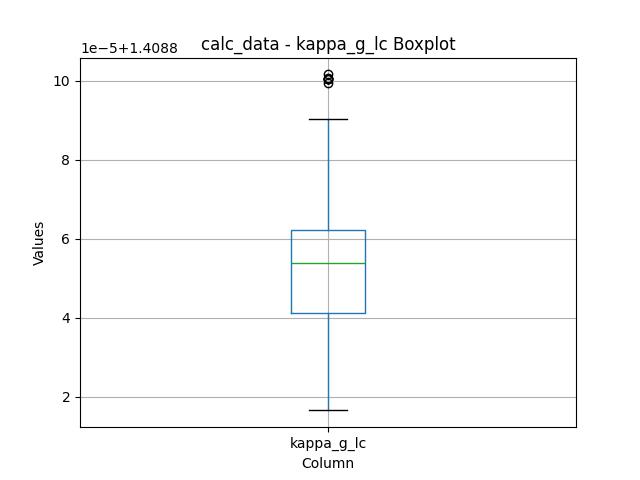 calc_data - kappa_g_lc Boxplot
1e−5+1.4088
10
8
6
4
2
Values
kappa_g_lc
Column